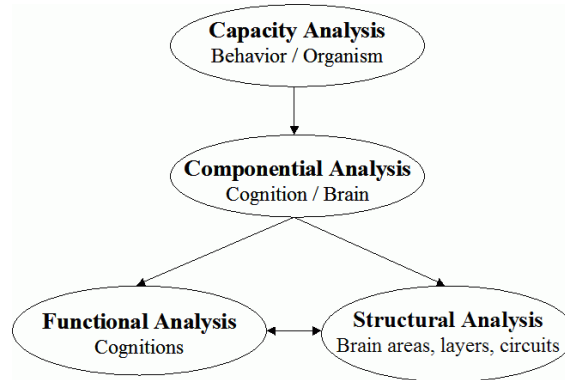 Capacity Analysis
Behavior / Organism
Componential Analysis
Cognition / Brain
Functional Analysis
Cognitions
Structural Analysis
Brain areas, layers, circuits